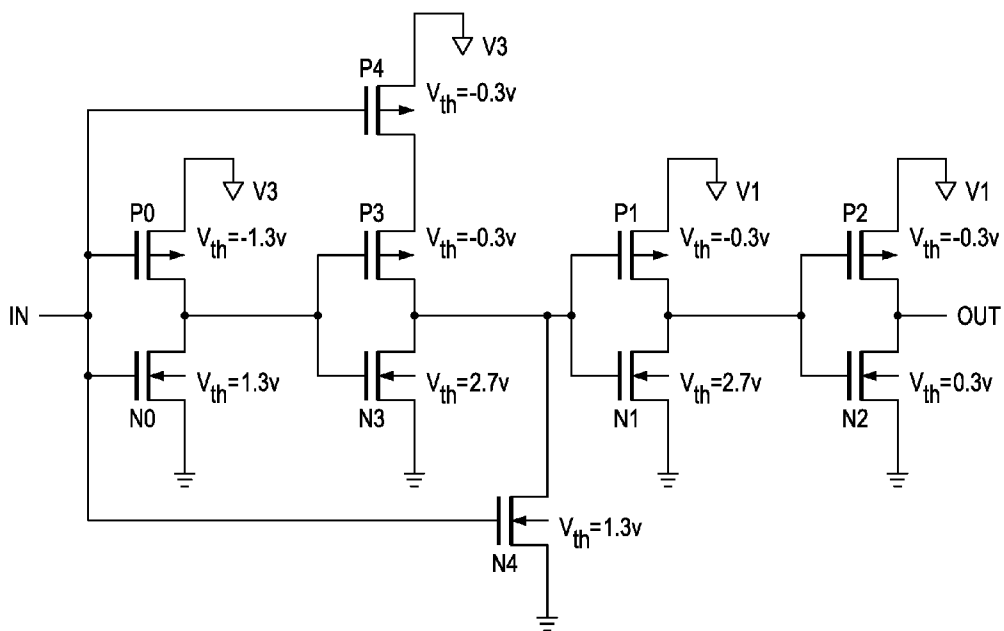 V3
P4
Vth=-0.3v
V3
V1
V1
P0
P3
P1
P2
Vth=-1.3v
Vth=-0.3v
Vth=-0.3v
Vth=-0.3v
IN
OUT
Vth=1.3v
Vth=2.7v
Vth=2.7v
Vth=0.3v
N0
N3
N1
N2
Vth=1.3v
N4